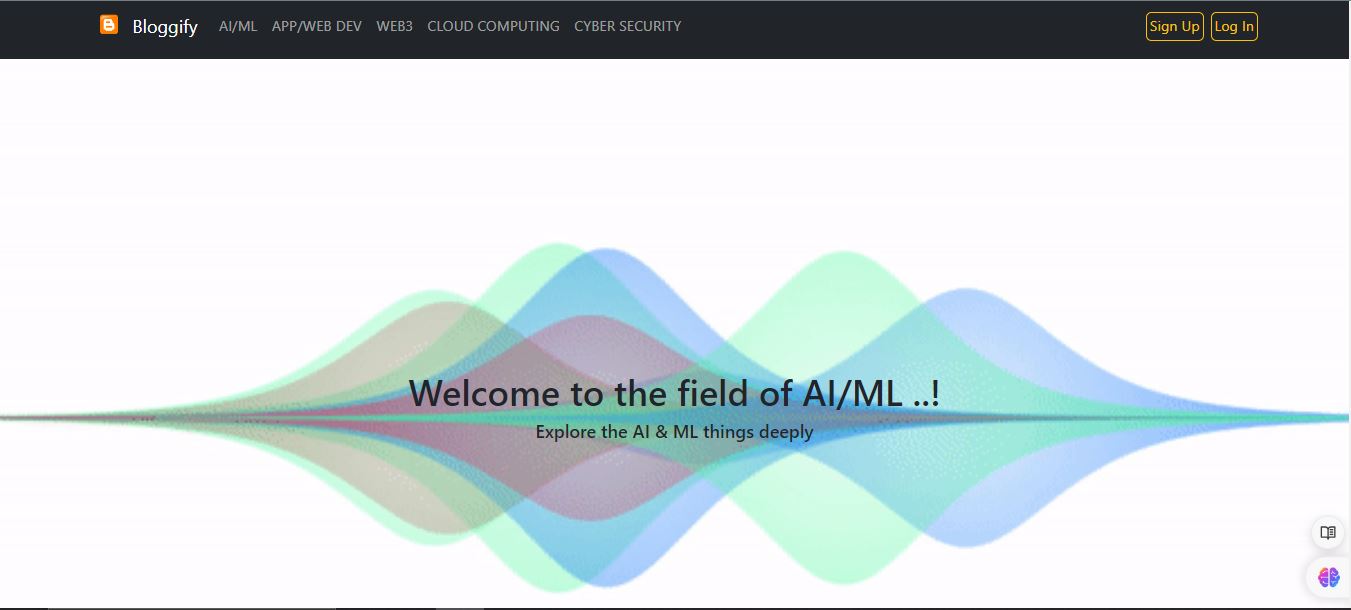 Bloggify AI/ML APP/WEB DEV WEB3 CLOUD COMPUTING CYBER SECURITY Sign Up Log In
Welcome to the field of AI/ML ..!
Explore the AI & ML things deeply